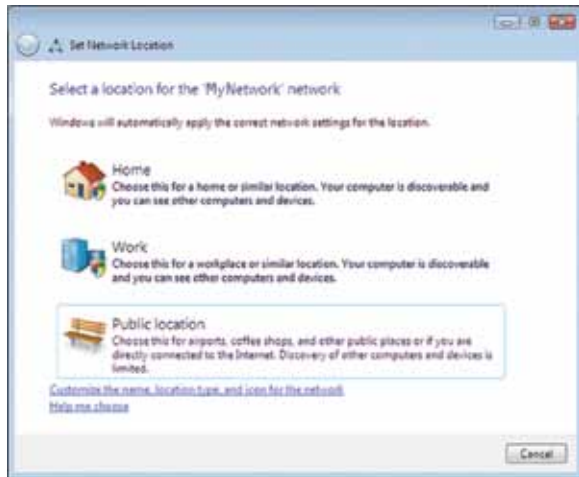 Set Network Location
Select a location for the 'MyNetwork' network
Windows will automatically apply the correct network settings for the location.
Home
Choose this for a home or similar location. Your computer is discoverable and
you can see other computers and devices.
Work
Choose this for a workplace or similar location. Your computer is discoverable
and you can see other computers and devices.
Public location
Choose this for airports, coffee shops, and other public places or if you are
directly connected to the Internet. Discovery of other computers and devices is
limited.
Customize the name, location type, and icon for the network
Help me choose
Cancel